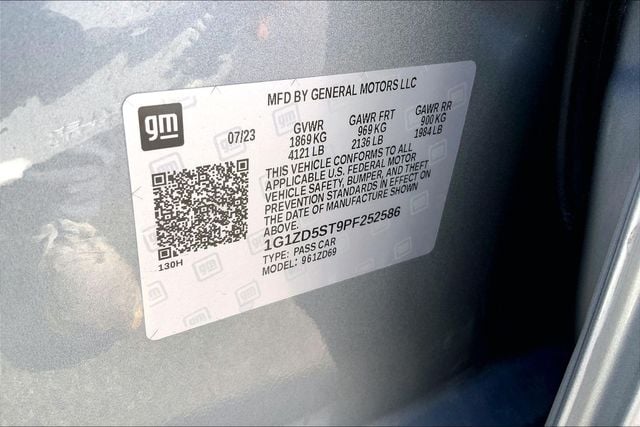 MFD BY GENERAL MOTORS LLC
gm
07/23
GVWR GAWR FRT GAWR RR
1869 KG 969 KG 900 KG
4121 LB 2136 LB 1984 LB
THIS VEHICLE CONFORMS TO ALL
APPLICABLE U.S. FEDERAL MOTOR
VEHICLE SAFETY, BUMPER, AND THEFT
PREVENTION STANDARDS IN EFFECT ON
THE DATE OF MANUFACTURE SHOWN
ABOVE.
1G1ZD5ST9PF252586
TYPE: PASS CAR
MODEL: 961ZD69
130H